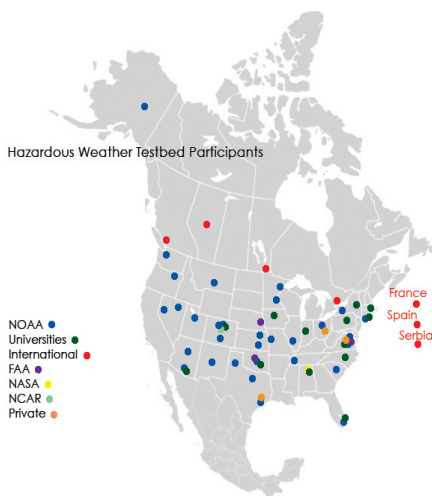 Hazardous Weather Testbed Participants
France
Spain
Serbia
NOAA
Universities
International
FAA
NASA
NCAR
Private